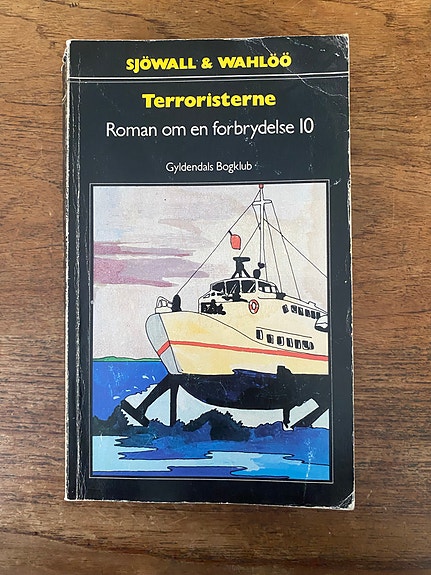 SJÖWALL & WAHLÖÖ
Terroristerne
Roman om en forbrydelse 10
Gyldendals Bogklub